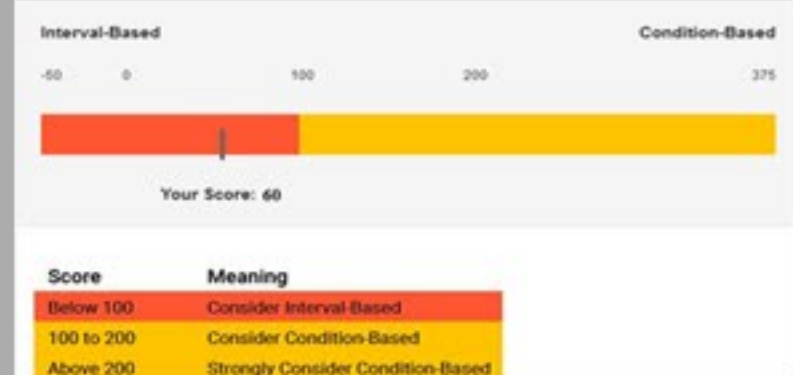 Interval-Based Condition-Based
-50 0 100 200 375
Your Score: 60
Score Meaning
Below 100 Consider Interval-Based
100 to 200 Consider Condition-Based
Above 200 Strongly Consider Condition-Based